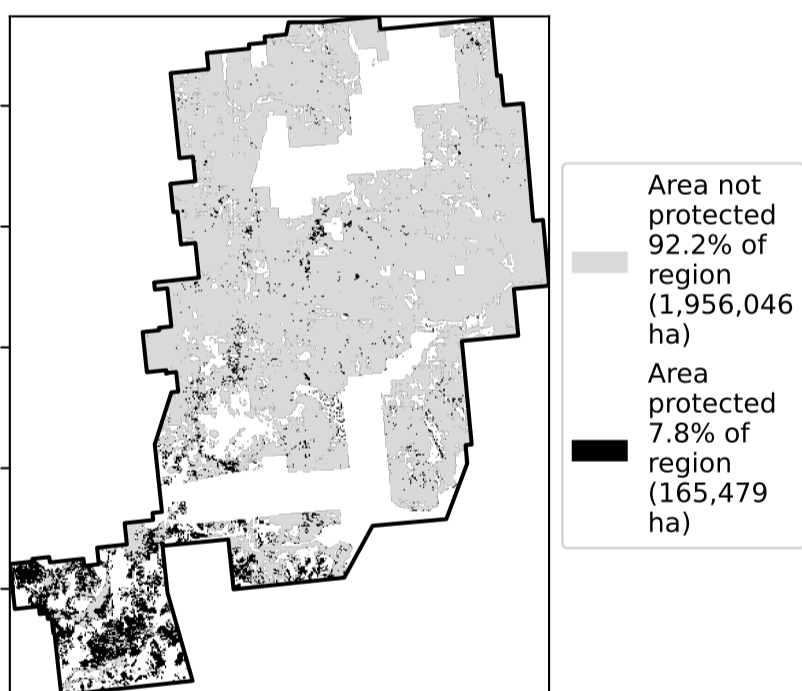 Area not
protected
92.2% of
region
(1,956,046
ha)
Area
protected
7.8% of
region
(165,479
ha)